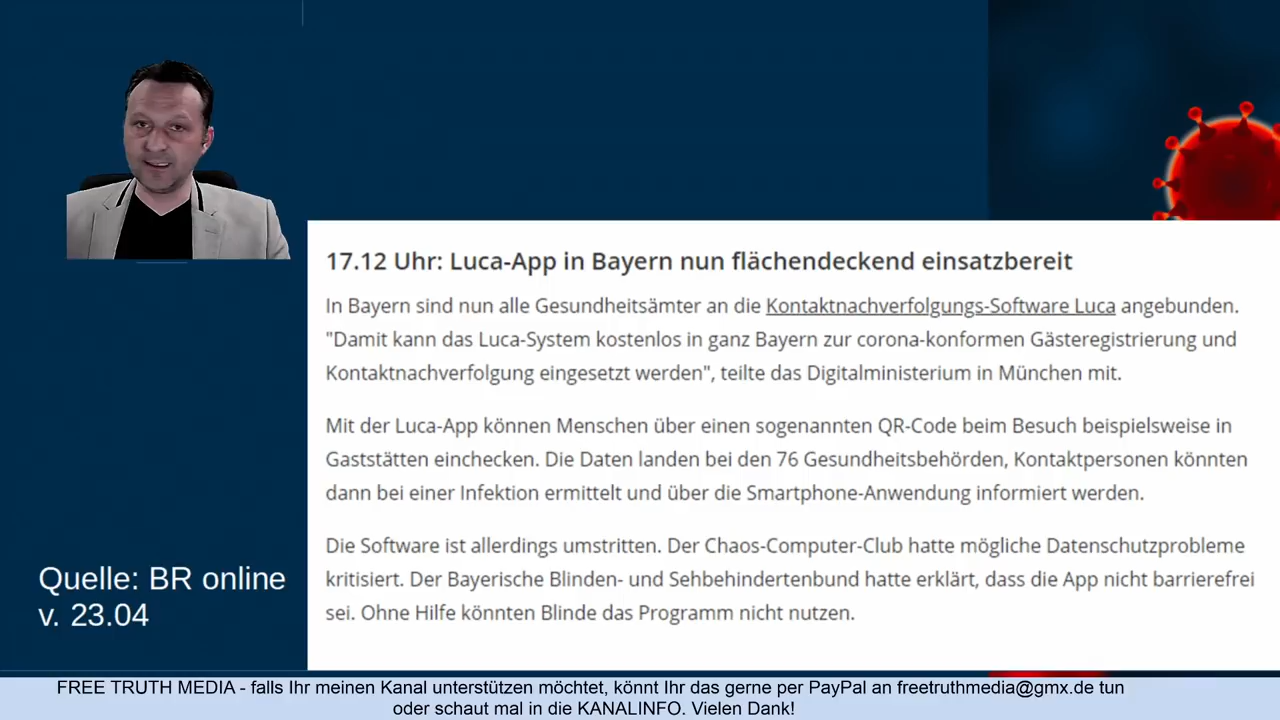 17.12 Uhr: Luca-App in Bayern nun flächendeckend einsatzbereit
In Bayern sind nun alle Gesundheitsämter an die Kontaktnachverfolgungs-Software Luca angebunden.
"Damit kann das Luca-System kostenlos in ganz Bayern zur corona-konformen Gästeregistrierung und
Kontaktnachverfolgung eingesetzt werden", teilte das Digitalministerium in München mit.
Mit der Luca-App können Menschen über einen sogenannten QR-Code beim Besuch beispielsweise in
Gaststätten einchecken. Die Daten landen bei den 76 Gesundheitsbehörden, Kontaktpersonen könnten
dann bei einer Infektion ermittelt und über die Smartphone-Anwendung informiert werden.
Die Software ist allerdings umstritten. Der Chaos-Computer-Club hatte mögliche Datenschutzprobleme
kritisiert. Der Bayerische Blinden- und Sehbehindertenbund hatte erklärt, dass die App nicht barrierefrei
sei. Ohne Hilfe könnten Blinde das Programm nicht nutzen.
Quelle: BR online
v. 23.04
FREE TRUTH MEDIA - falls Ihr meinen Kanal unterstützen möchtet, könnt Ihr das gerne per PayPal an freetruthmedia@gmx.de tun
oder schaut mal in die KANALINFO. Vielen Dank!